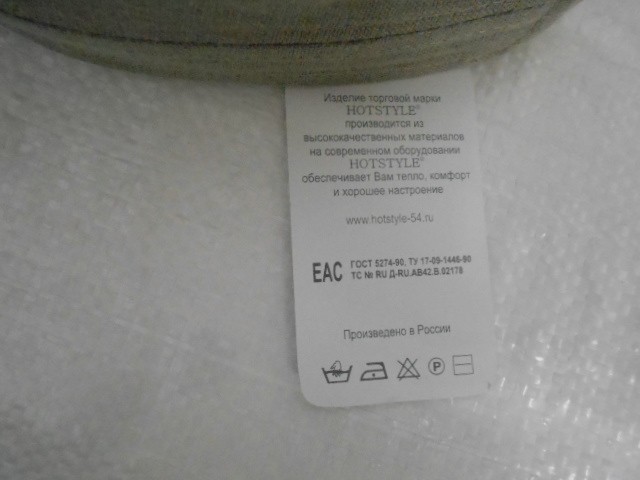 Изделие торговой марки
HOTSTYLE®
производится из
высококачественных материалов
на современном оборудовании
HOTSTYLE®
обеспечивает Вам тепло, комфорт
и хорошее настроение
www.hotstyle-54.ru
EAC ГОСТ 5274-90, ТУ 17-09-1446-90
ТС № RU Д-RU.АВ42.В.02178
Произведено в России
P